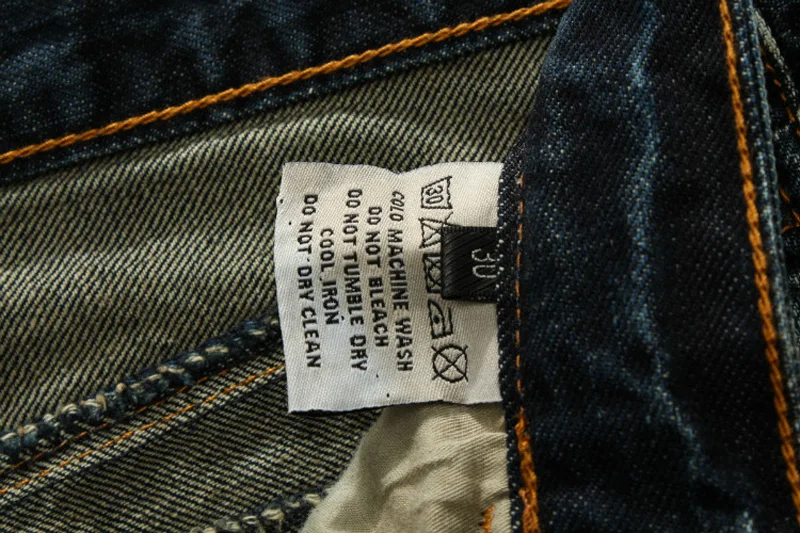 30
30
COLD MACHINE WASH
DO NOT BLEACH
DO NOT TUMBLE DRY
COOL IRON
DO NOT DRY CLEAN